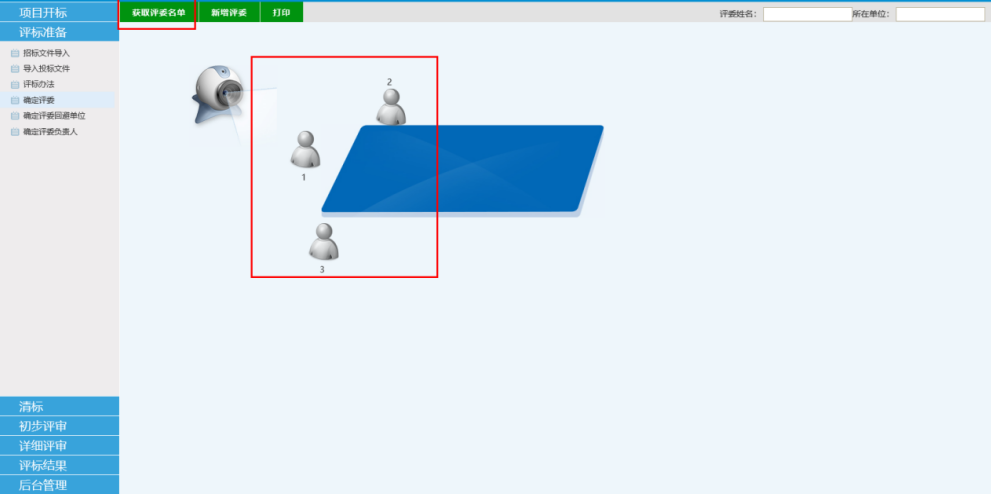 项目开标
获取评委名单 新增评委 打印 评委姓名： 所在单位：
评标准备
招标文件导入
导入投标文件
评标办法
确定评委
确定评委回避单位
确定评委负责人
2
1
3
清标
初步评审
详细评审
评标结果
后台管理